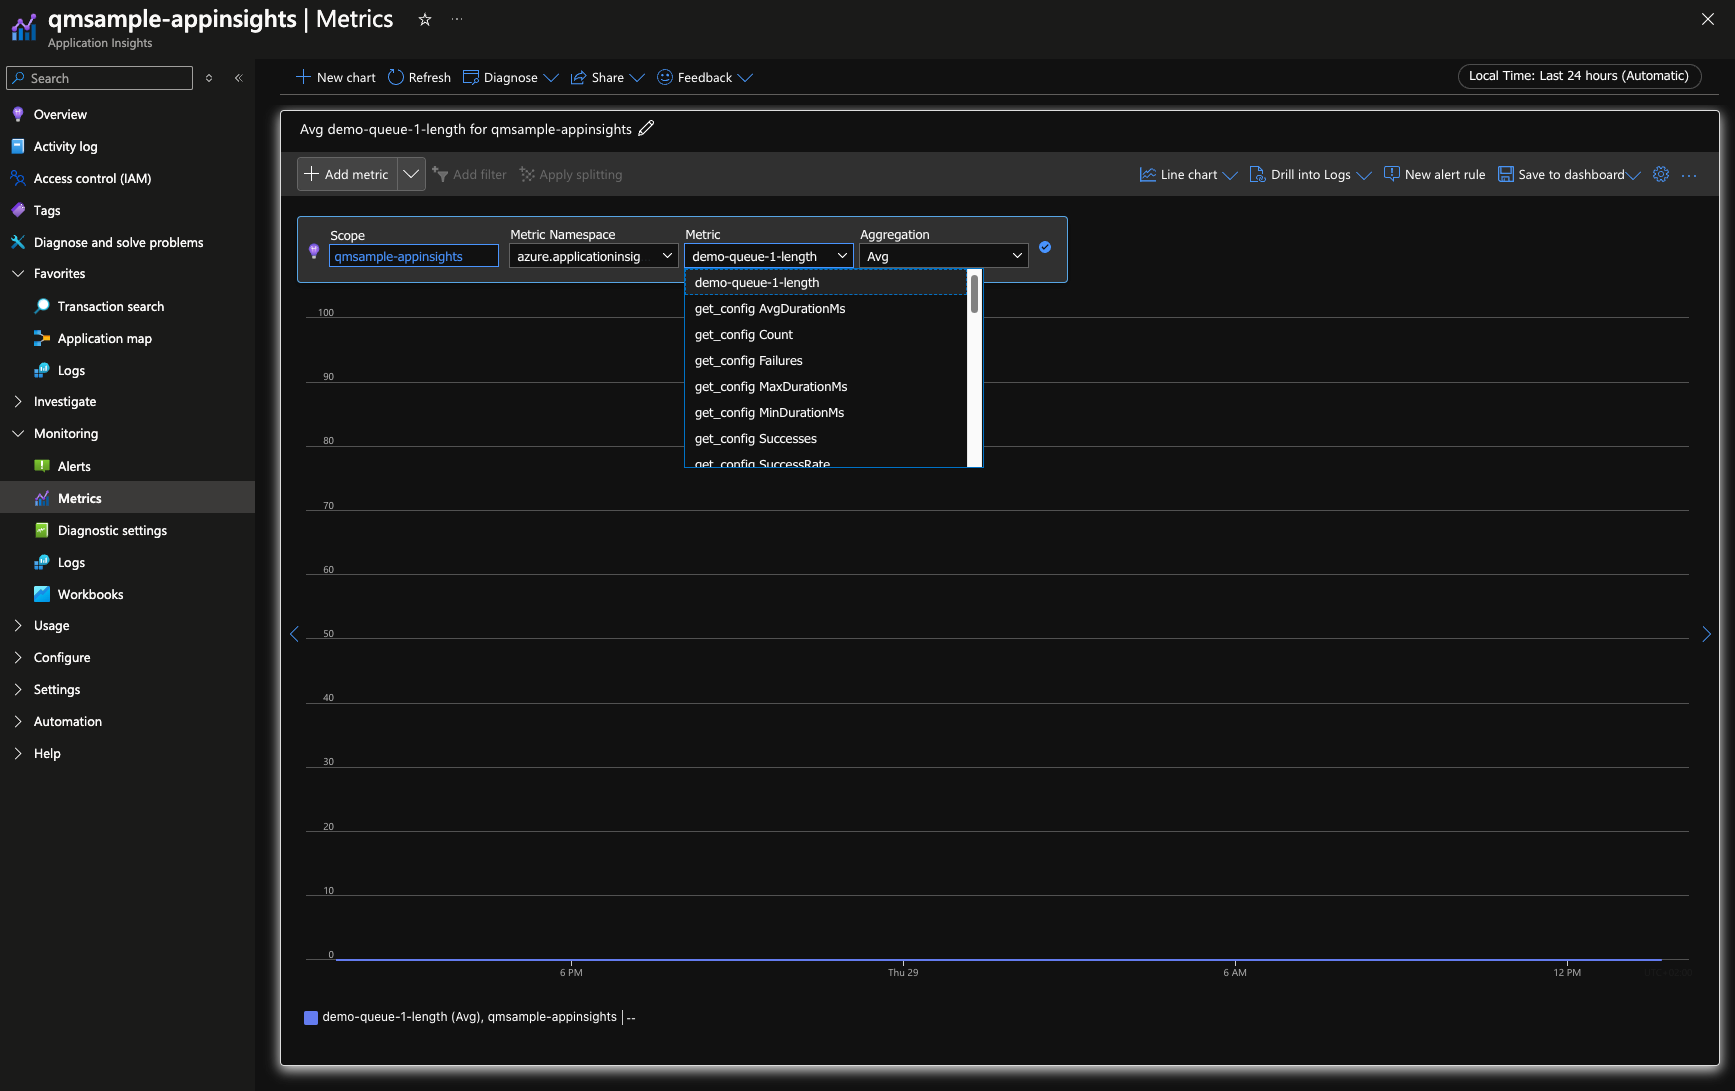 qmsample-appinsights | Metrics
Application Insights
Search
Overview
Activity log
Access control (IAM)
Tags
Diagnose and solve problems
Favorites
Transaction search
Application map
Logs
Investigate
Monitoring
Alerts
Metrics
Diagnostic settings
Logs
Workbooks
Usage
Configure
Settings
Automation
Help
New chart Refresh Diagnose Share Feedback
Local Time: Last 24 hours (Automatic)
Avg demo-queue-1-length for qmsample-appinsights
Add metric Add filter Apply splitting Line chart Drill into Logs New alert rule Save to dashboard
Scope Metric Namespace Metric Aggregation
qmsample-appinsights azure.applicationinsig demo-queue-1-length Avg
demo-queue-1-length
get_config AvgDurationMs
get_config Count
get_config Failures
get_config MaxDurationMs
get_config MinDurationMs
get_config Successes
get_config SuccessRate
100
90
80
70
60
50
40
30
20
10
0
6 PM Thu 29 6 AM 12 PM
demo-queue-1-length (Avg), qmsample-appinsights | --